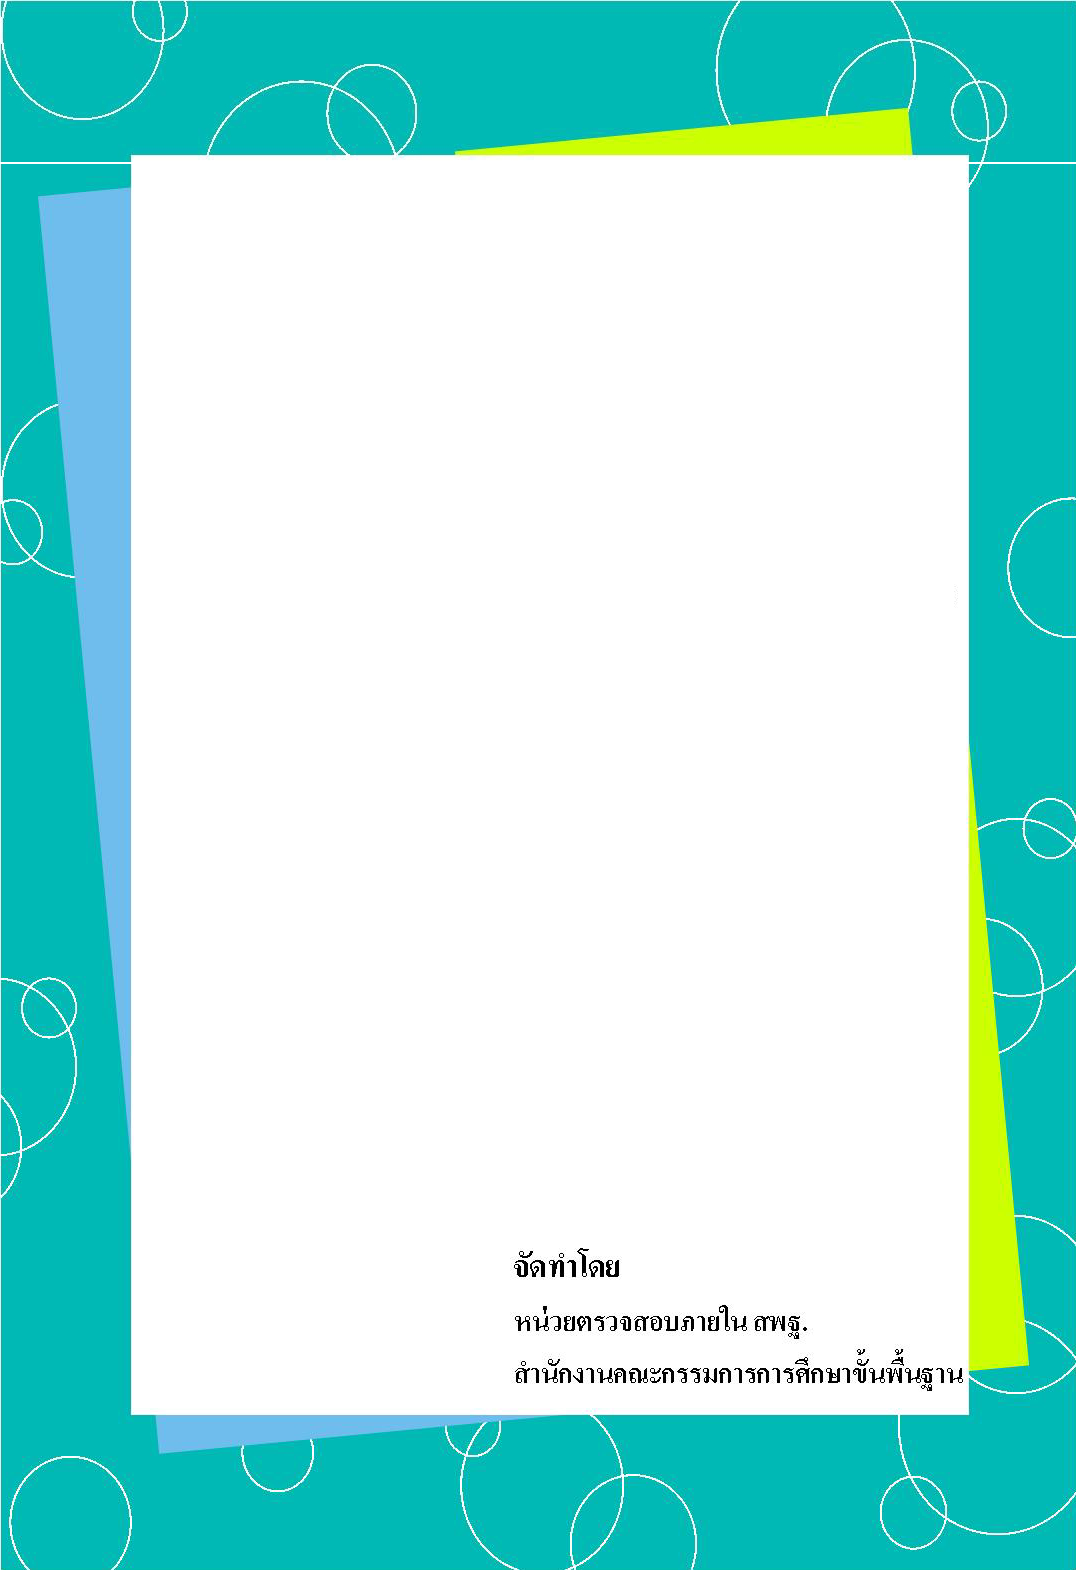 จัดทำโดย
หน่วยตรวจสอบภายใน สพฐ.
สำนักงานคณะกรรมการการศึกษาขั้นพื้นฐาน